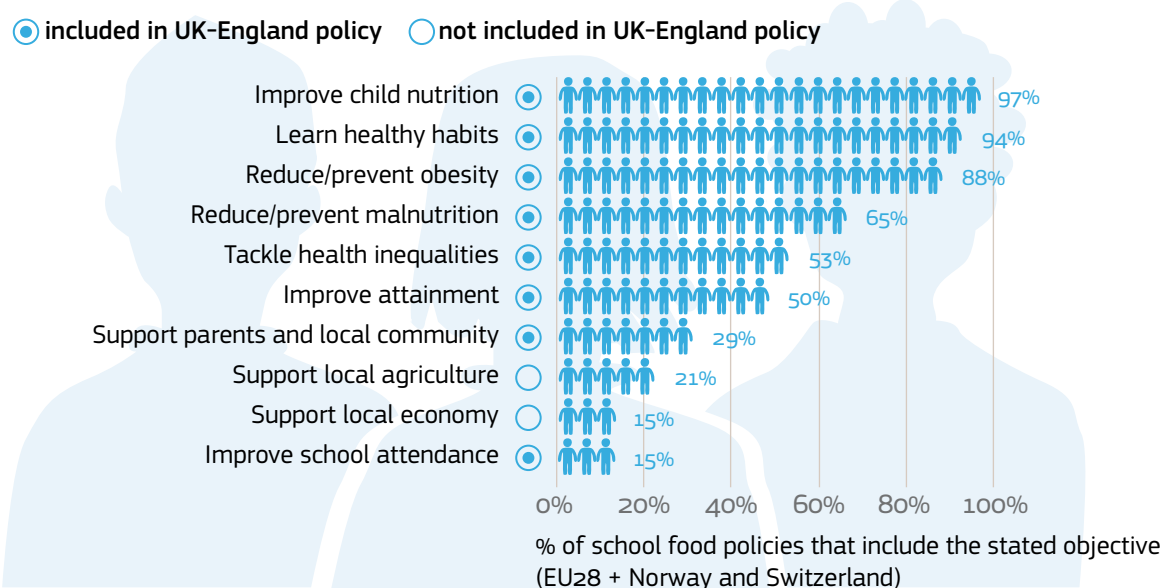 included in UK-England policy not included in UK-England policy
Improve child nutrition 97%
Learn healthy habits 94%
Reduce/prevent obesity 88%
Reduce/prevent malnutrition 65%
Tackle health inequalities 53%
Improve attainment 50%
Support parents and local community 29%
Support local agriculture 21%
Support local economy 15%
Improve school attendance 15%
0% 20% 40% 60% 80% 100%
% of school food policies that include the stated objective
(EU28 + Norway and Switzerland)